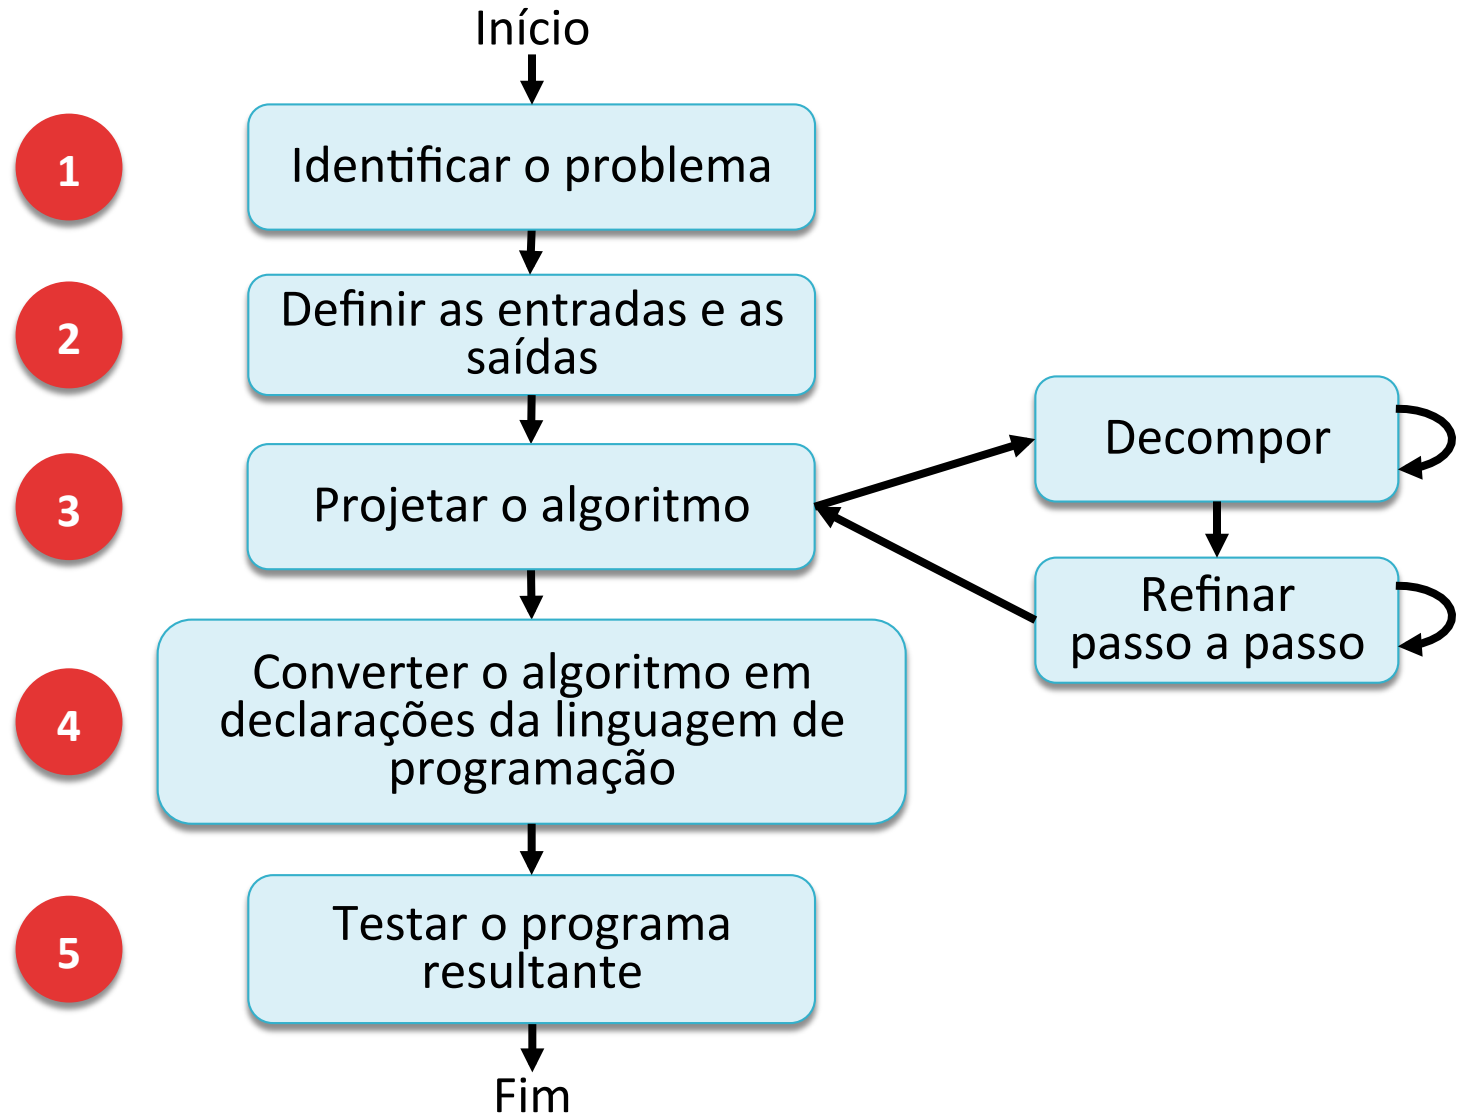 Início
1
Identificar o problema
2
Definir as entradas e as
saídas
3
Projetar o algoritmo
Decompor
Refinar
passo a passo
4
Converter o algoritmo em
declarações da linguagem de
programação
5
Testar o programa
resultante
Fim